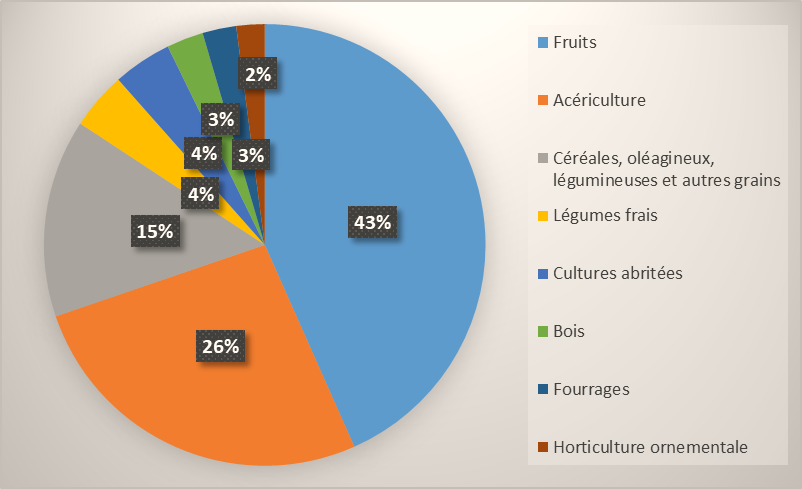 2%
3%
3%
4%
4%
15%
43%
26%
Fruits
Acériculture
Céréales, oléagineux,
légumineuses et autres grains
Légumes frais
Cultures abritées
Bois
Fourrages
Horticulture ornementale